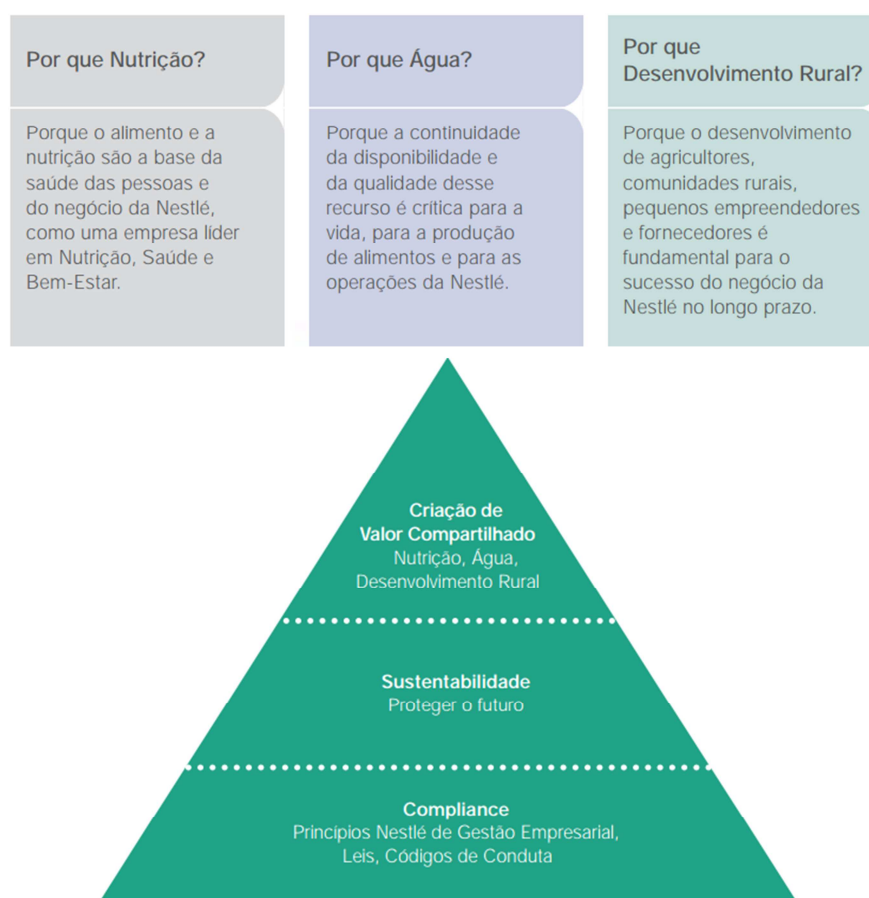 Por que Nutrição?
Porque o alimento e a
nutrição são a base da
saúde das pessoas e
do negócio da Nestlé,
como uma empresa líder
em Nutrição, Saúde e
Bem-Estar.
Por que Água?
Porque a continuidade
da disponibilidade e
da qualidade desse
recurso é crítica para a
vida, para a produção
de alimentos e para as
operações da Nestlé.
Por que
Desenvolvimento Rural?
Porque o desenvolvimento
de agricultores,
comunidades rurais,
pequenos empreendedores
e fornecedores é
fundamental para o
sucesso do negócio da
Nestlé no longo prazo.
Criação de
Valor Compartilhado
Nutrição, Água,
Desenvolvimento Rural
Sustentabilidade
Proteger o futuro
Compliance
Princípios Nestlé de Gestão Empresarial,
Leis, Códigos de Conduta